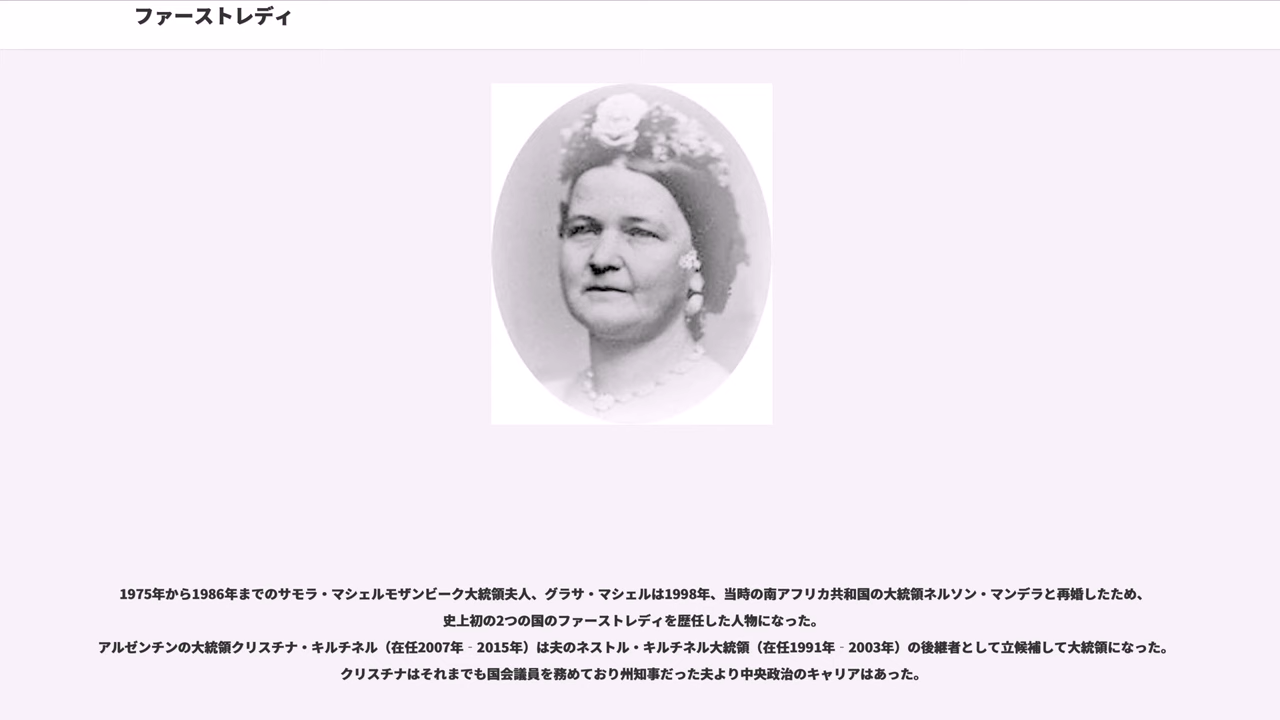 ファーストレディ
1975年から1986年までのサモラ・マシェルモザンビーク大統領夫人、グラサ・マシェルは1998年、当時の南アフリカ共和国の大統領ネルソン・マンデラと再婚したため、
史上初の2つの国のファーストレディを歴任した人物になった。
アルゼンチンの大統領クリスチナ・キルチネル（在任2007年‐2015年）は夫のネストル・キルチネル大統領（在任1991年‐2003年）の後継者として立候補して大統領になった。
クリスチナはそれまでも国会議員を務めており州知事だった夫より中央政治のキャリアはあった。